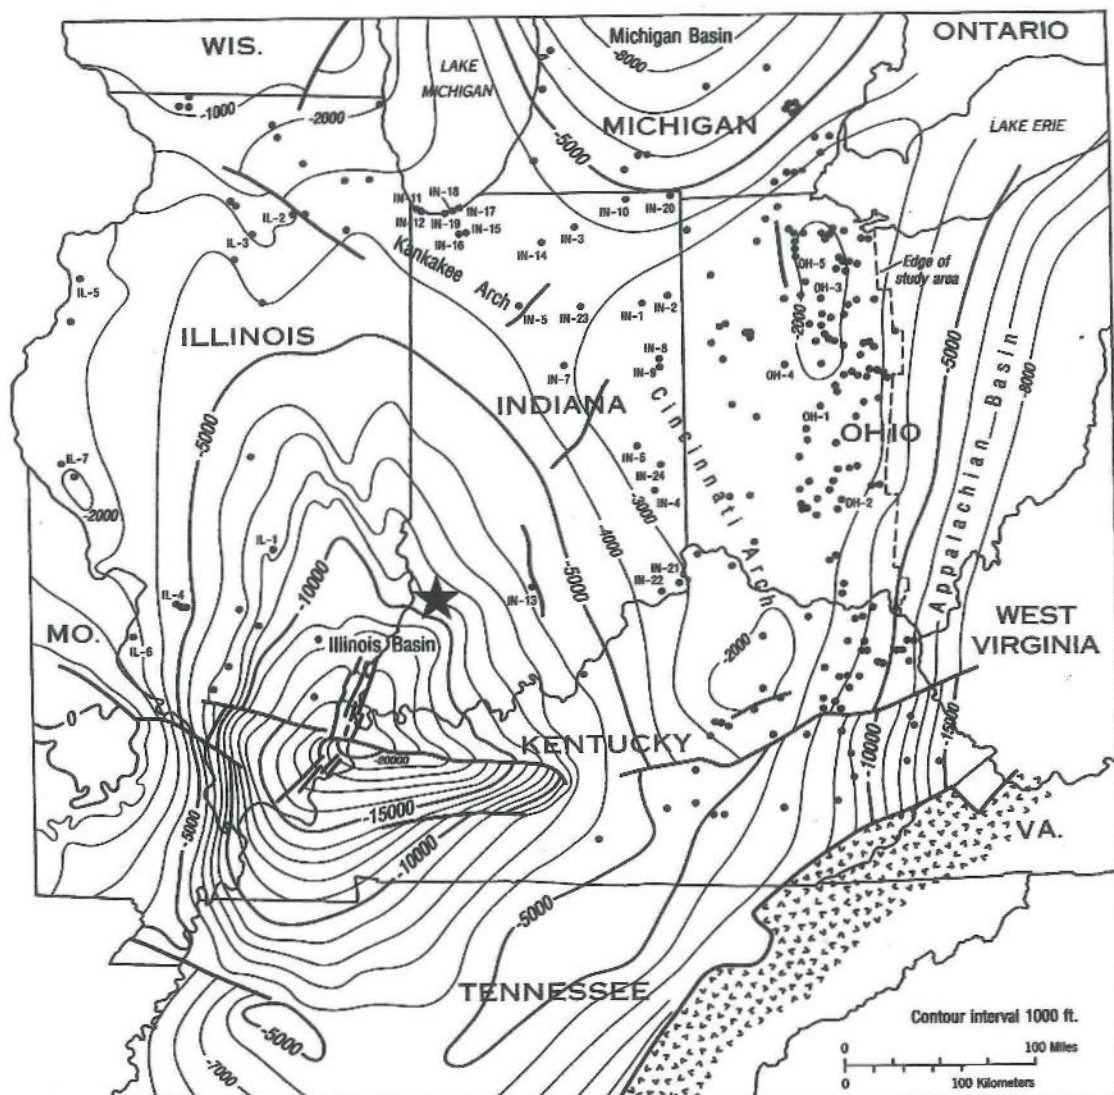 WIS.
Michigan Basin
ONTARIO
LAKE
MICHIGAN
-8000
-1000
-2000
MICHIGAN
-5000
LAKE ERIE
IN-11
IN-18
IN-17
IN-10
IN-20
IL-2
IN-12
IN-19
IN-15
IN-16
IL-3
IN-3
IN-14
Kankakee Arch
OH-5
Edge of
study area
IL-5
OH-3
IN-5
IN-23
IN-1
IN-2
-2000
ILLINOIS
IN-8
IN-7
IN-9
OH-4
-5000
Appalachian Basin
-8000
INDIANA
Cincinnati Arch
OH-1
OHIO
-5000
IL-7
IN-6
IN-24
IN-4
-2000
-3000
OH-2
IL-1
-4000
-10000
-5000
IN-21
IN-22
IL-4
IN-13
MO.
IL-6
Illinois Basin
-2000
WEST
VIRGINIA
0
KENTUCKY
-20000
-15000
-10000
-15000
-5000
-10000
VA.
-5000
TENNESSEE
-5000
-7000
Contour interval 1000 ft.
0 100 Miles
0 100 Kilometers